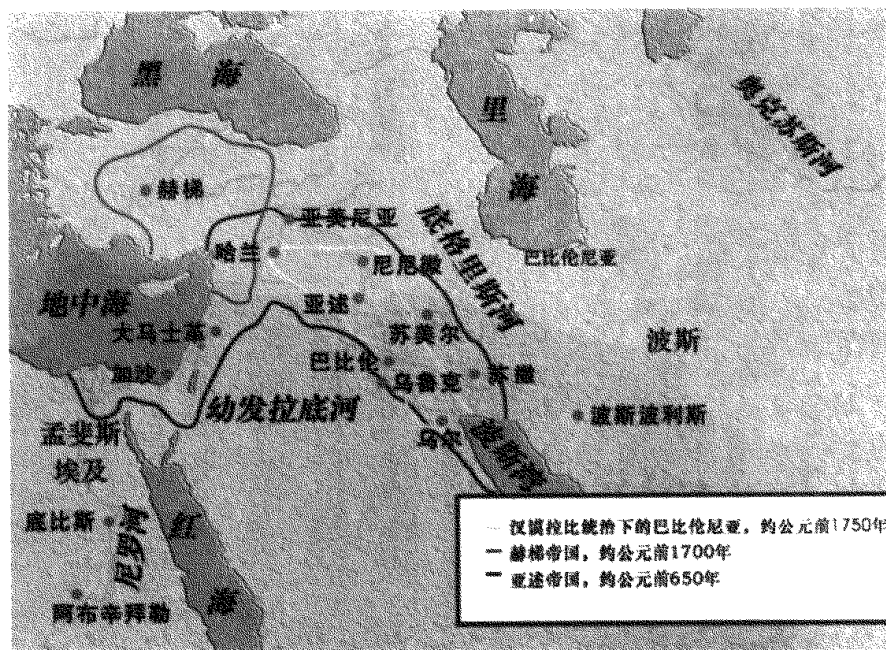 黑海
里海
奥克苏斯河
赫梯
亚美尼亚
底格里斯河
哈兰
尼尼微
巴比伦尼亚
地中海
亚述
大马士革
苏美尔
波斯
巴比伦
加沙
乌鲁克
苏撒
幼发拉底河
波斯波利斯
乌尔
波斯湾
孟斐斯
埃及
底比斯
尼罗河
红海
阿布辛拜勒
汉谟拉比统治下的巴比伦尼亚，约公元前1750年
赫梯帝国，约公元前1700年
亚述帝国，约公元前650年